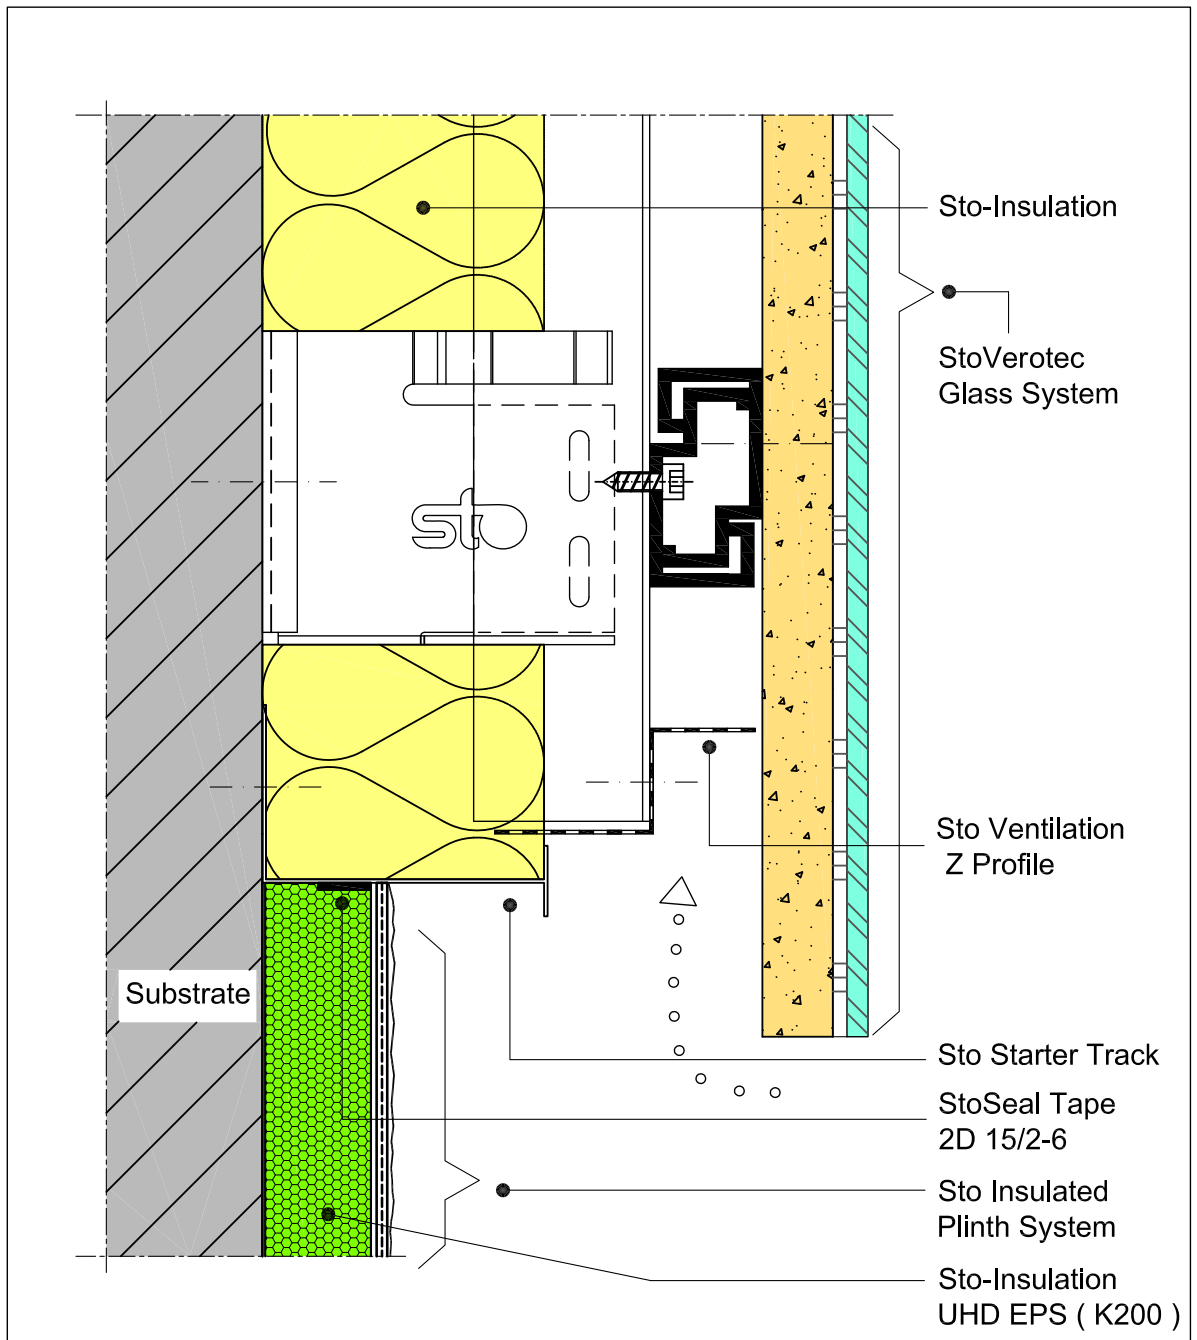 Sto-Insulation
StoVerotec
Glass System
sto
Sto Ventilation
Z Profile
Substrate
Sto Starter Track
StoSeal Tape
2D 15/2-6
Sto Insulated
Plinth System
Sto-Insulation
UHD EPS ( K200 )